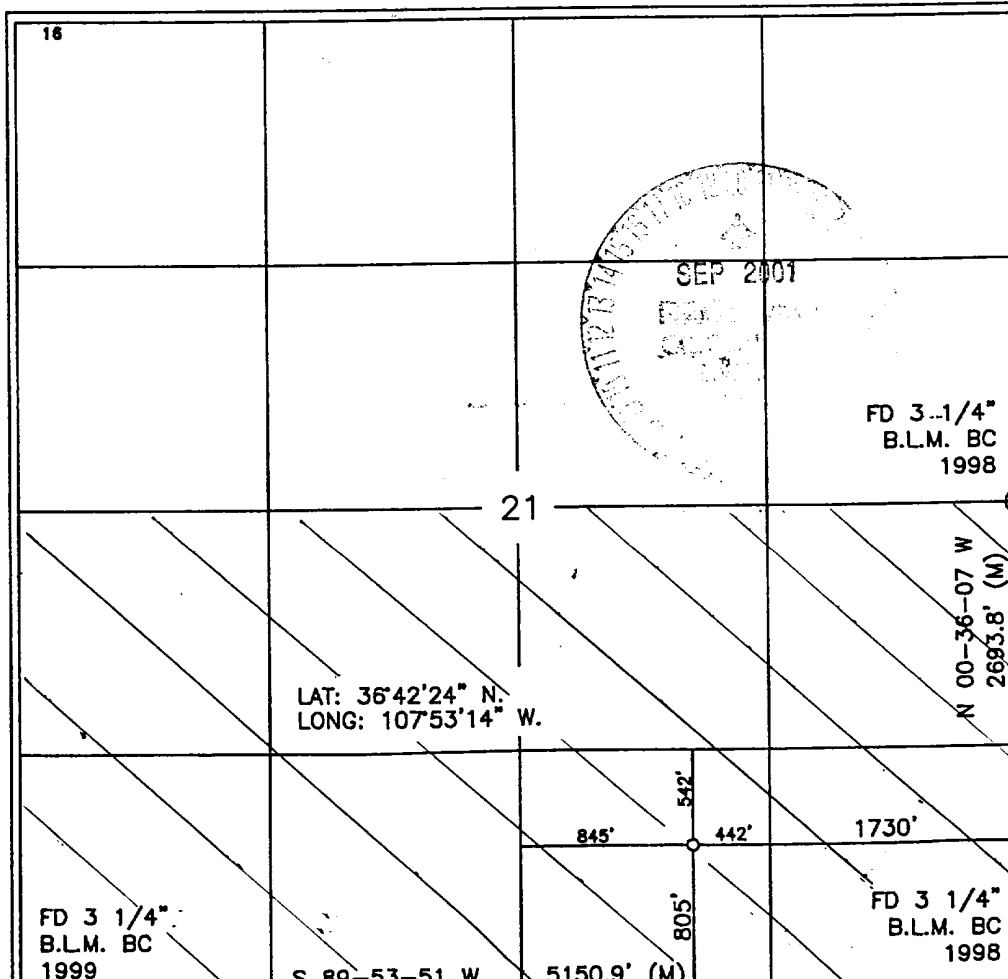 16
SEP 2001
FD 3 1/4"
B.L.M. BC
1998
21
N 00-36-07 W
2693.8' (M)
LAT: 36°42'24" N.
LONG: 107°53'14" W.
542'
845'
442'
1730'
805'
FD 3 1/4"
B.L.M. BC
1998
FD 3 1/4"
B.L.M. BC
1999
S 89-53-51 W
5150.9' (M)